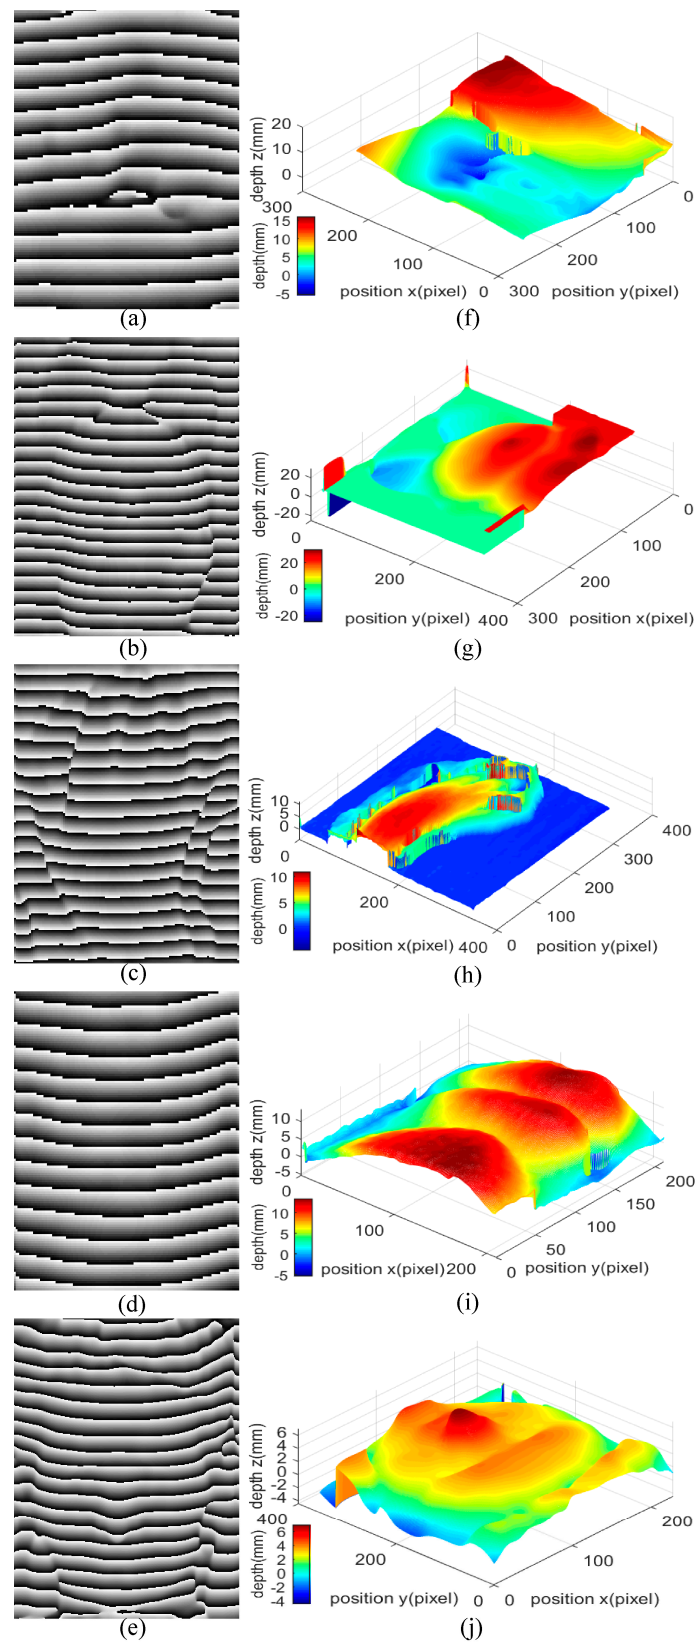 20
10
0
depth z(mm)
300
200
100
0
300
200
100
0
position x(pixel)
position y(pixel)
15
10
5
0
-5
depth(mm)
(a)
(f)
20
0
-20
depth z(mm)
0
200
400
300
200
100
0
20
0
-20
depth(mm)
position y(pixel)
position x(pixel)
(b)
(g)
10
5
0
depth z(mm)
0
200
400
0
100
200
300
400
10
5
0
depth(mm)
position x(pixel)
position y(pixel)
(c)
(h)
10
5
0
-5
depth z(mm)
0
100
200
0
50
100
150
200
10
5
0
-5
depth(mm)
position x(pixel)
position y(pixel)
(d)
(i)
6
4
2
0
-2
-4
depth z(mm)
400
200
0
0
100
200
6
4
2
0
-2
-4
depth(mm)
position y(pixel)
position x(pixel)
(e)
(j)